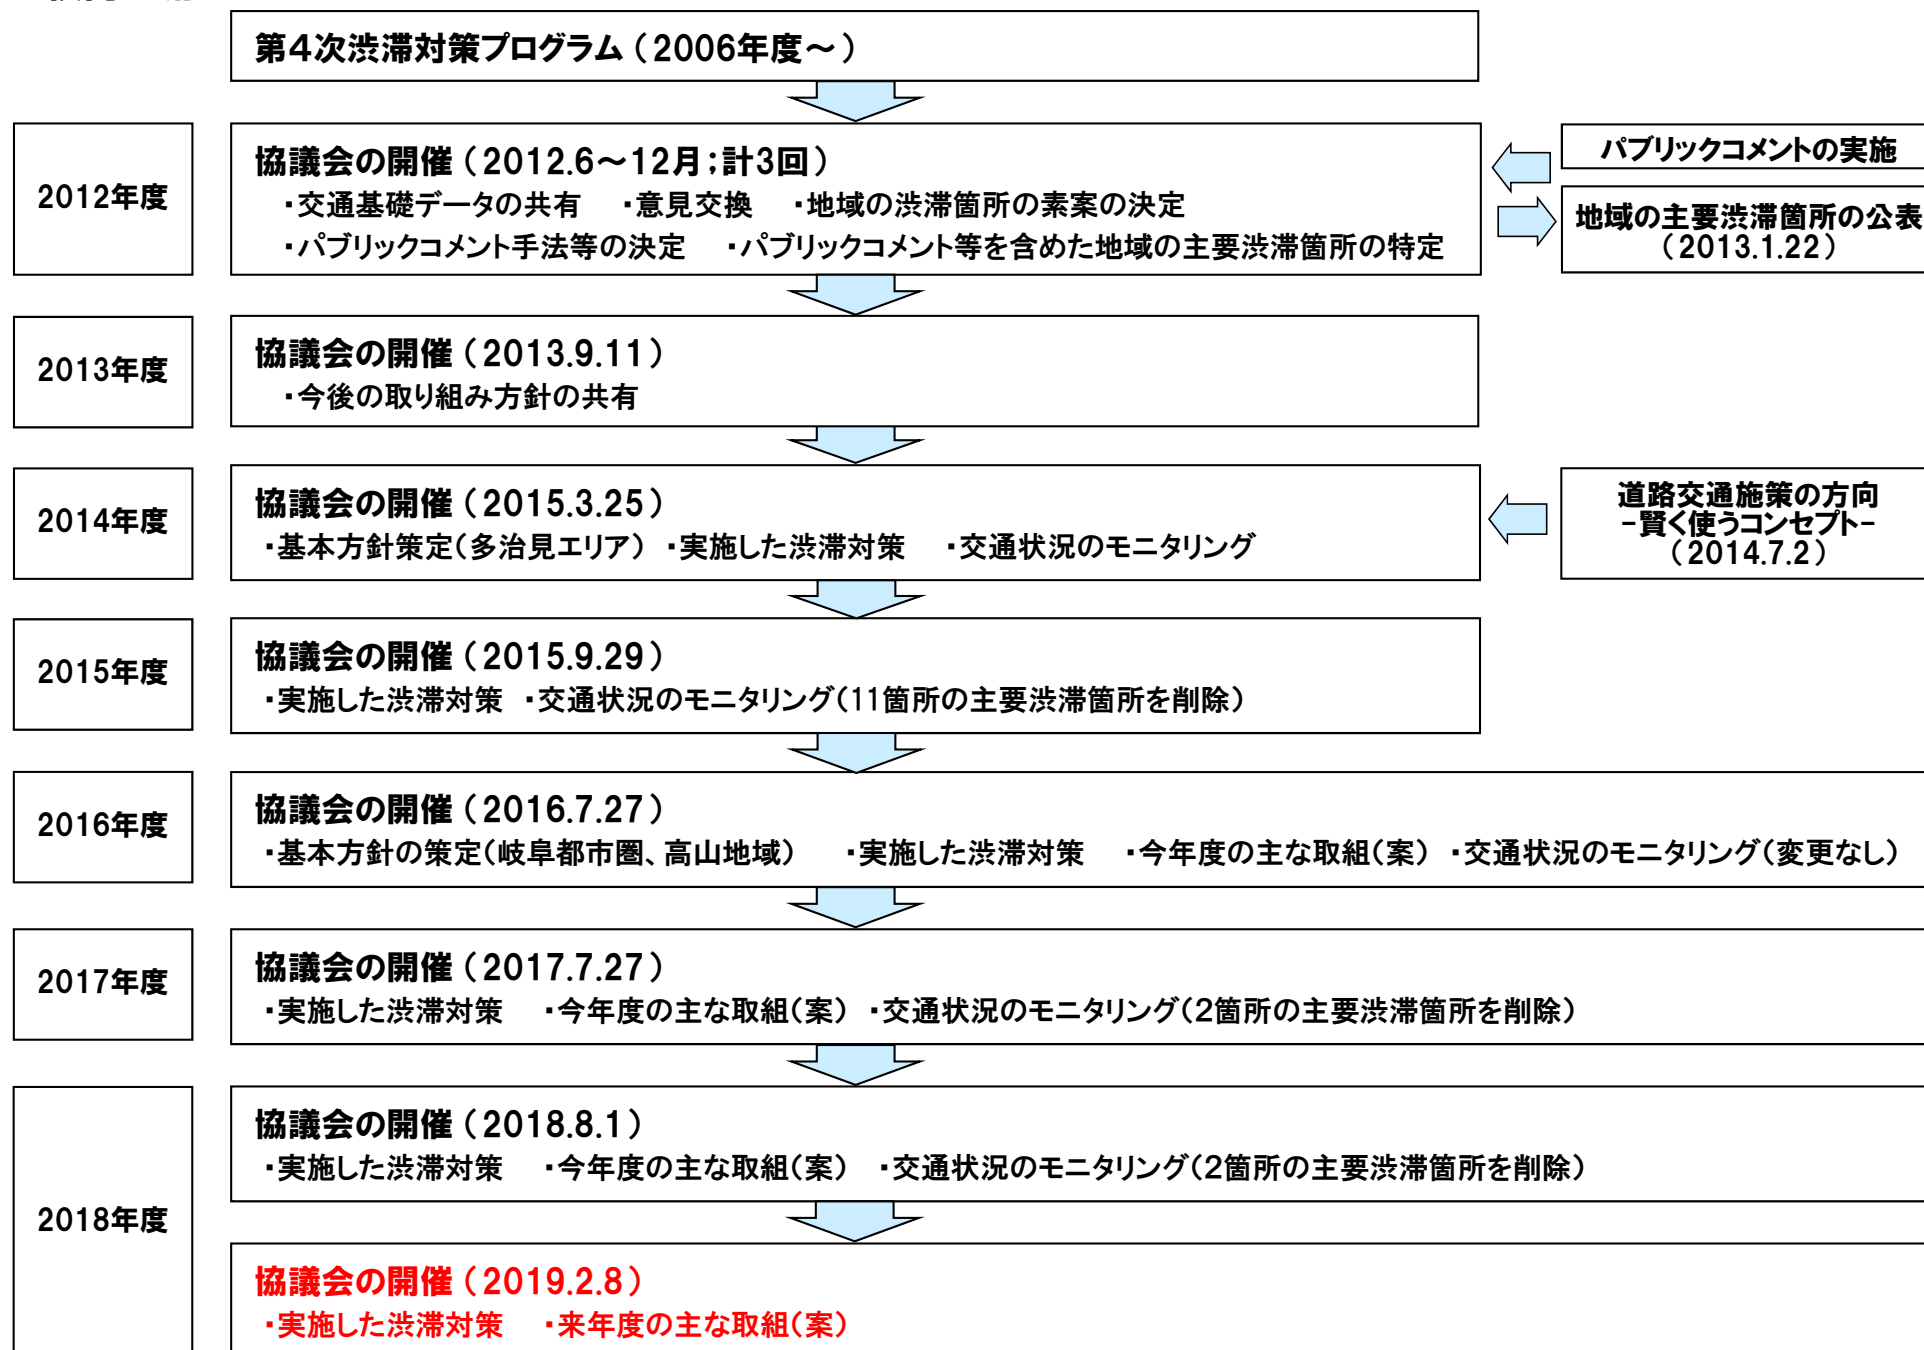 第4次渋滞対策プログラム(2006年度～)
2012年度
協議会の開催(2012.6～12月;計3回)
・交通基礎データの共有 ・意見交換 ・地域の渋滞箇所の素案の決定
・パブリックコメント手法等の決定 ・パブリックコメント等を含めた地域の主要渋滞箇所の特定
パブリックコメントの実施
地域の主要渋滞箇所の公表
(2013.1.22)
2013年度
協議会の開催(2013.9.11)
・今後の取り組み方針の共有
2014年度
協議会の開催(2015.3.25)
・基本方針策定(多治見エリア) ・実施した渋滞対策 ・交通状況のモニタリング
道路交通施策の方向
-賢く使うコンセプト-
(2014.7.2)
2015年度
協議会の開催(2015.9.29)
・実施した渋滞対策 ・交通状況のモニタリング(11箇所の主要渋滞箇所を削除)
2016年度
協議会の開催(2016.7.27)
・基本方針の策定(岐阜都市圏、高山地域) ・実施した渋滞対策 ・今年度の主な取組(案) ・交通状況のモニタリング(変更なし)
2017年度
協議会の開催(2017.7.27)
・実施した渋滞対策 ・今年度の主な取組(案) ・交通状況のモニタリング(2箇所の主要渋滞箇所を削除)
2018年度
協議会の開催(2018.8.1)
・実施した渋滞対策 ・今年度の主な取組(案) ・交通状況のモニタリング(2箇所の主要渋滞箇所を削除)
協議会の開催(2019.2.8)
・実施した渋滞対策 ・来年度の主な取組(案)